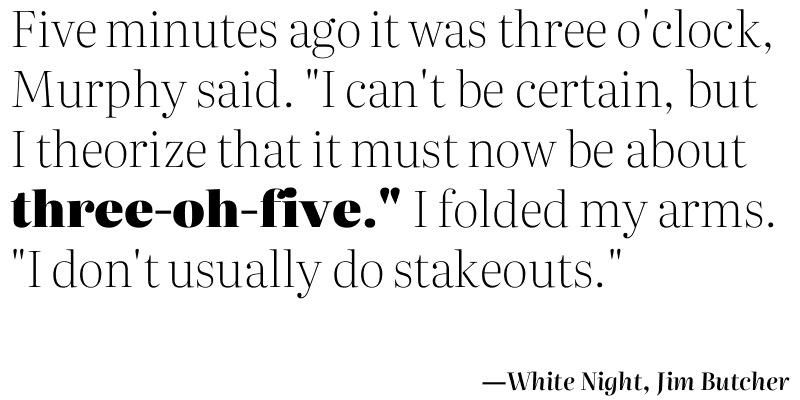 Five minutes ago it was three o'clock,
Murphy said. "I can't be certain, but
I theorize that it must now be about
three-oh-five." I folded my arms.
"I don't usually do stakeouts."
—White Night, Jim Butcher